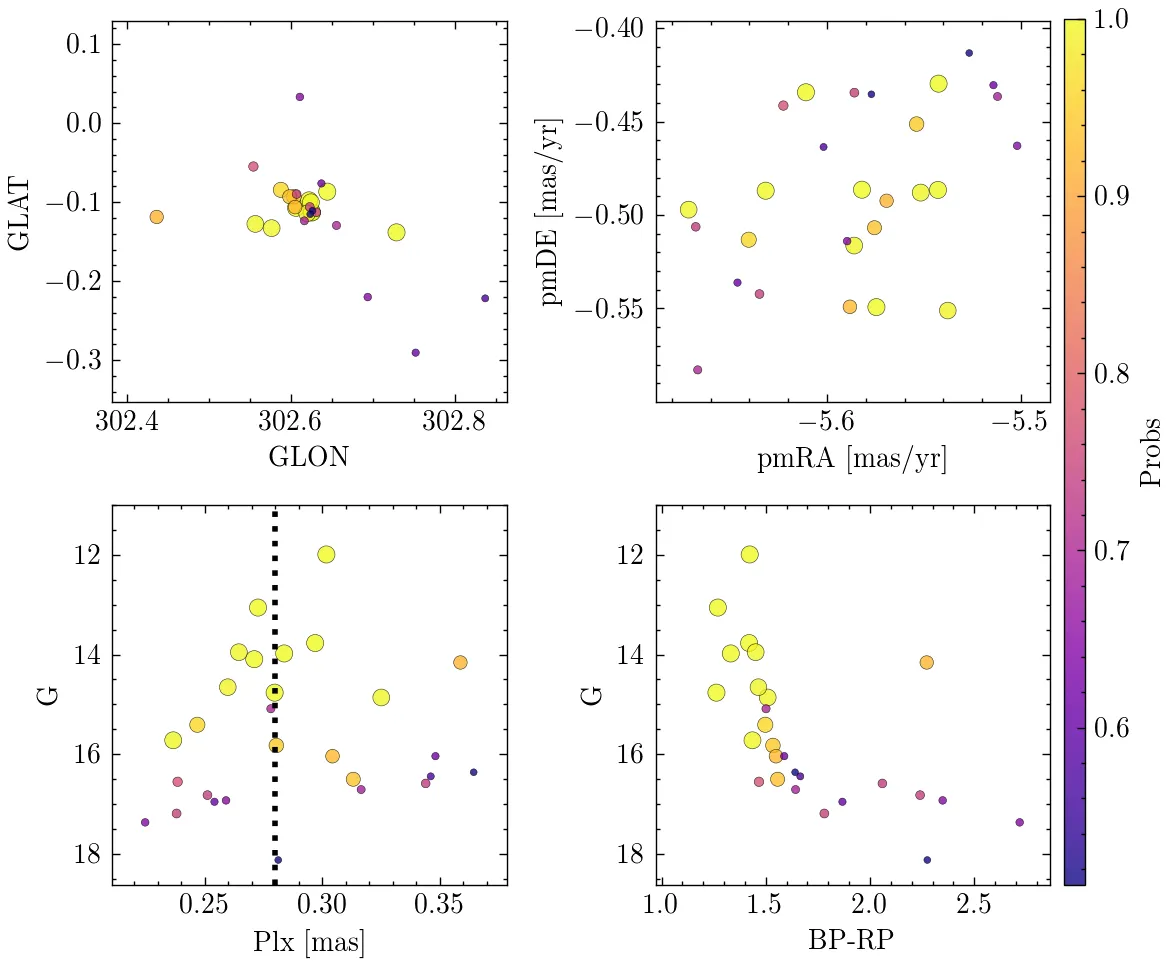 0.1
0.0
−0.1
−0.2
−0.3
GLAT
302.4 302.6 302.8
GLON
−0.40
−0.45
−0.50
−0.55
pmDE [mas/yr]
−5.6 −5.5
pmRA [mas/yr]
1.0
0.9
0.8
0.7
0.6
Probs
12
14
16
18
G
0.25 0.30 0.35
Plx [mas]
12
14
16
18
G
1.0 1.5 2.0 2.5
BP-RP